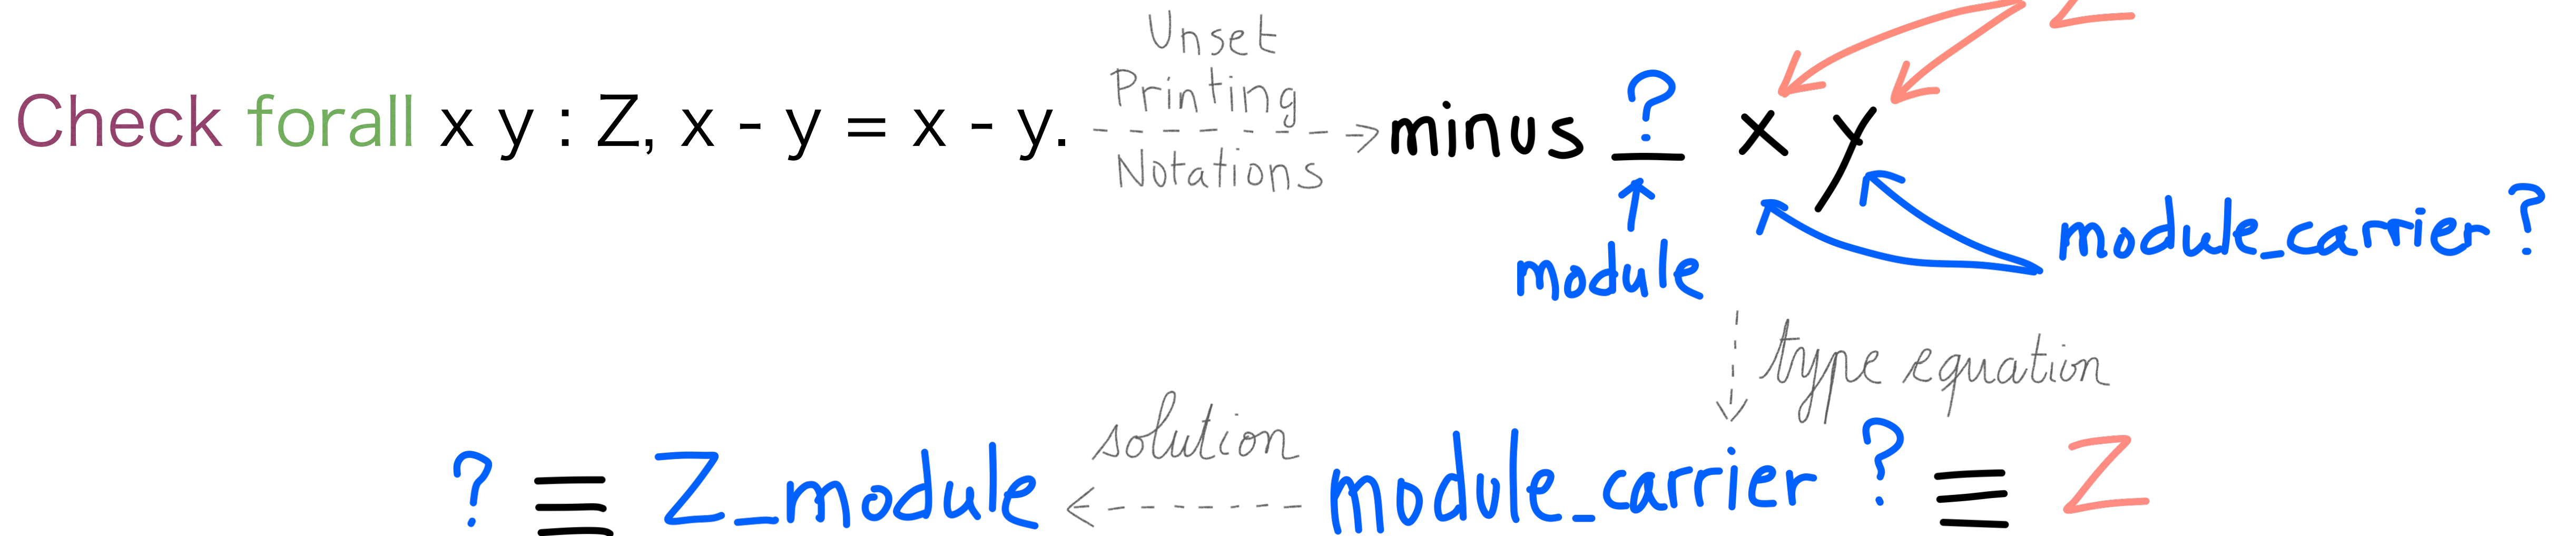 Z
Unset
Printing
Notations
Check forall x y : Z, x - y = x - y.
minus ? x y
module
module_carrier ?
type equation
solution
? ≡ Z_module
module_carrier ? ≡ Z